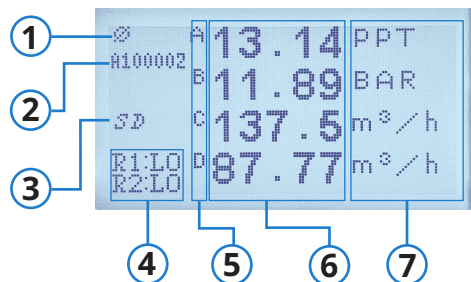 1
Ø A 13.14 PPT
2
A100002
B 11.89 BAR
3
SD
C 137.5 m³/h
R1:LO
R2:LO
D 87.77 m³/h
4 5 6 7